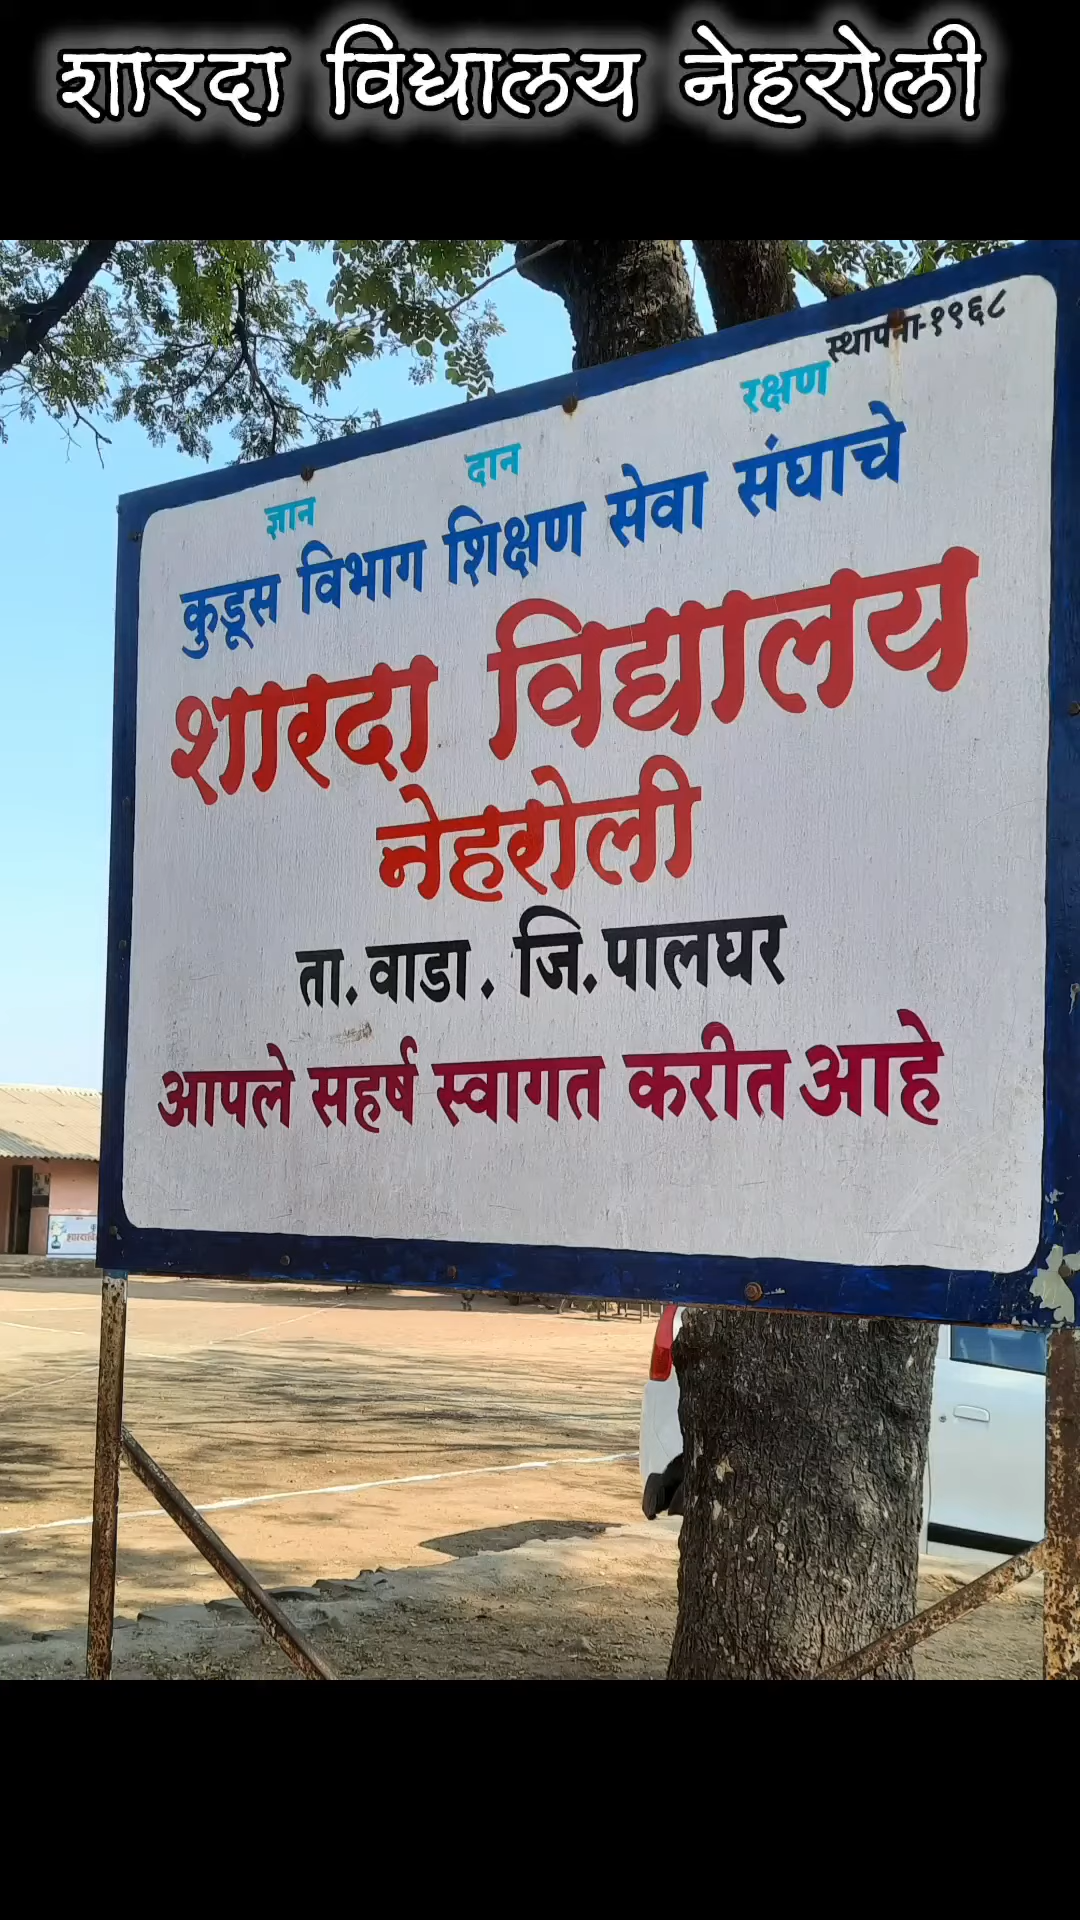 शारदा विद्यालय नेहरोली
स्थापना-१९६८
ज्ञान दान रक्षण
कुडूस विभाग शिक्षण सेवा संघाचे
शारदा विद्यालय
नेहरोली
ता. वाडा. जि. पालघर
आपले सहर्ष स्वागत करीत आहे